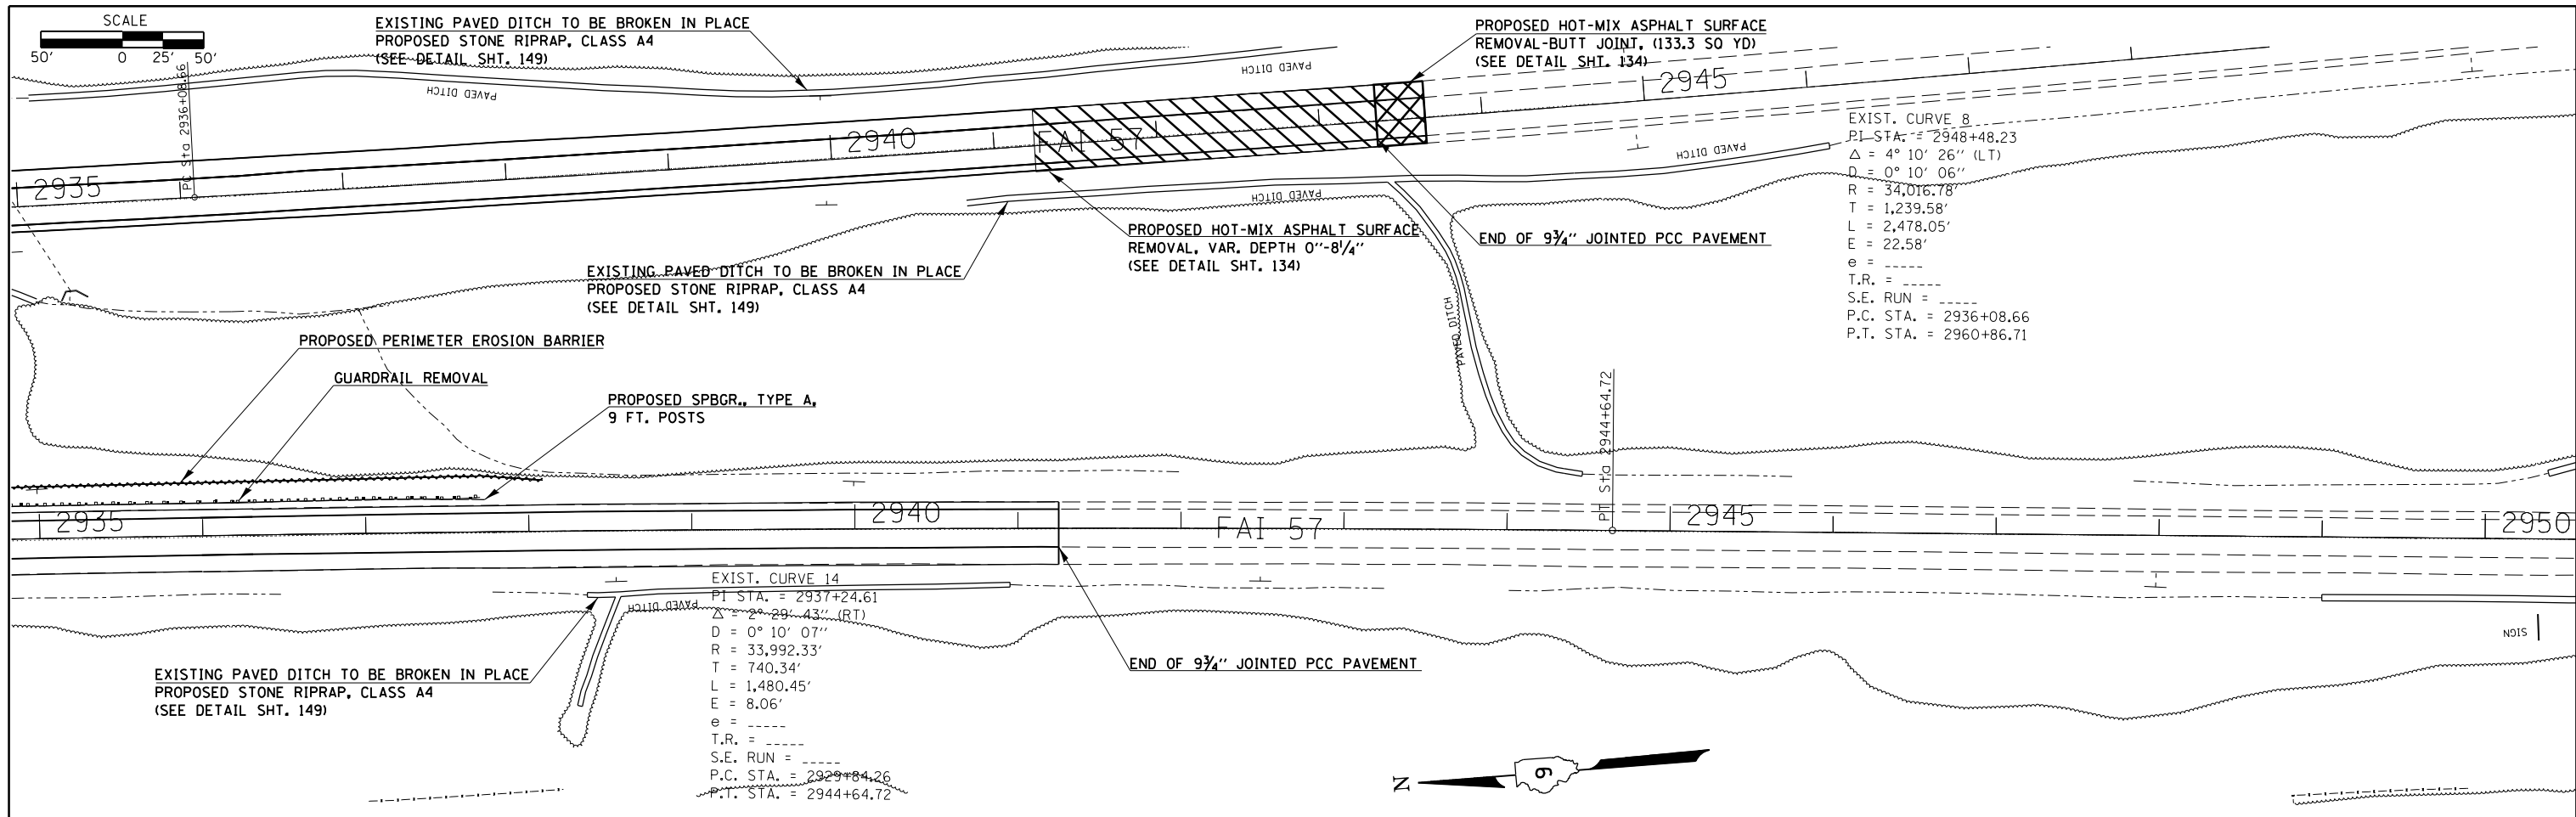 SCALE
50' 0 25' 50'
EXISTING PAVED DITCH TO BE BROKEN IN PLACE
PROPOSED STONE RIPRAP, CLASS A4
(SEE DETAIL SHT. 149)
PROPOSED HOT-MIX ASPHALT SURFACE
REMOVAL-BUTT JOINT, (133.3 SQ YD)
(SEE DETAIL SHT. 134)
PAVED DITCH
PAVED DITCH
PC Sta 2936+08.66
2935
2940
FAI 57
2945
PAVED DITCH
PAVED DITCH
EXIST. CURVE 8
PI STA. = 2948+48.23
Δ = 4° 10' 26" (LT)
D = 0° 10' 06"
R = 34,016.78'
T = 1,239.58'
L = 2,478.05'
E = 22.58'
e = _____
T.R. = _____
S.E. RUN = _____
P.C. STA. = 2936+08.66
P.T. STA. = 2960+86.71
PROPOSED HOT-MIX ASPHALT SURFACE
REMOVAL, VAR. DEPTH 0"-8¼"
(SEE DETAIL SHT. 134)
END OF 9¾" JOINTED PCC PAVEMENT
EXISTING PAVED DITCH TO BE BROKEN IN PLACE
PROPOSED STONE RIPRAP, CLASS A4
(SEE DETAIL SHT. 149)
PAVED DITCH
PROPOSED PERIMETER EROSION BARRIER
GUARDRAIL REMOVAL
PROPOSED SPBGR., TYPE A,
9 FT. POSTS
PT Sta 2944+64.72
2935
2940
FAI 57
2945
2950
PAVED DITCH
EXIST. CURVE 14
PI STA. = 2937+24.61
Δ = 2° 29' 43" (RT)
D = 0° 10' 07"
R = 33,992.33'
T = 740.34'
L = 1,480.45'
E = 8.06'
e = _____
T.R. = _____
S.E. RUN = _____
P.C. STA. = 2929+84.26
P.T. STA. = 2944+64.72
END OF 9¾" JOINTED PCC PAVEMENT
EXISTING PAVED DITCH TO BE BROKEN IN PLACE
PROPOSED STONE RIPRAP, CLASS A4
(SEE DETAIL SHT. 149)
SIGN
N
9